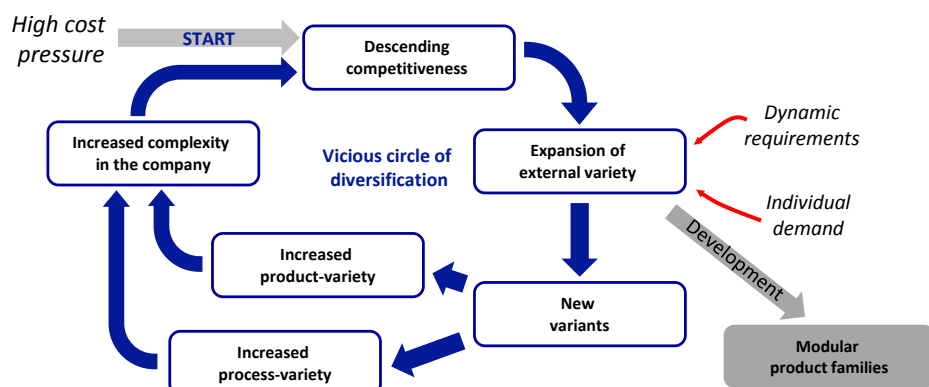 High cost
pressure
START
Descending
competitiveness
Increased complexity
in the company
Vicious circle of
diversification
Expansion of
external variety
Dynamic
requirements
Individual
demand
Development
Increased
product-variety
New
variants
Increased
process-variety
Modular
product families